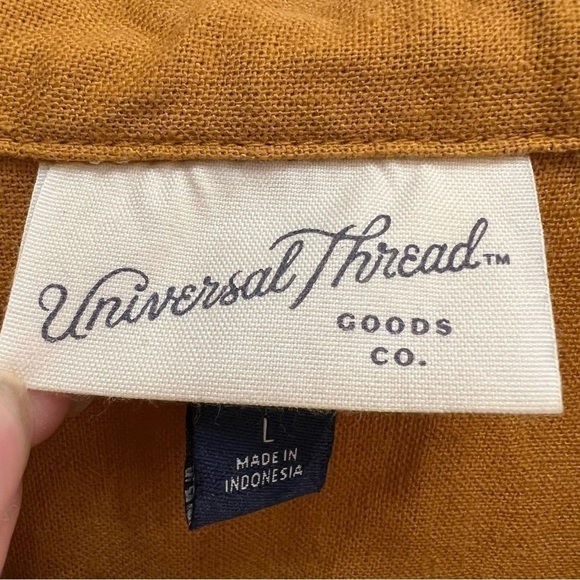 Universal Thread™
GOODS
CO.
L
MADE IN
INDONESIA